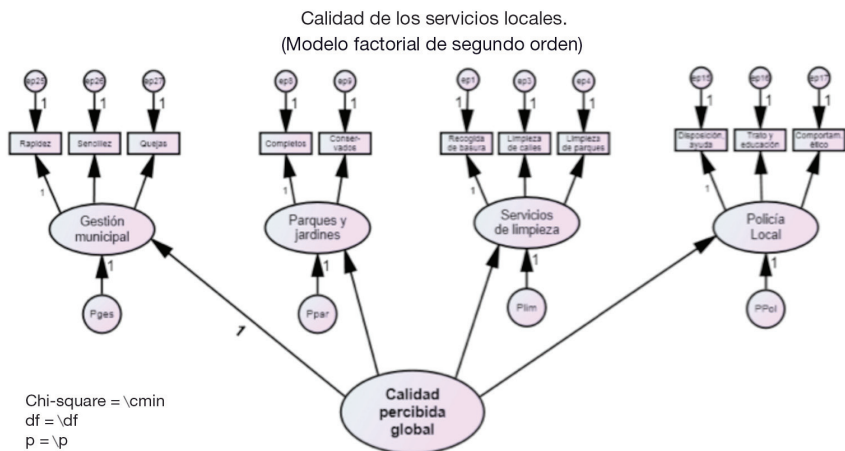 Calidad de los servicios locales.
(Modelo factorial de segundo orden)
ep25 ep26 ep27 ep8 ep9 ep1 ep3 ep4 ep15 ep16 ep17
1 1 1 1 1 1 1 1 1 1 1
Rapidez
Sencillez
Quejas
Completos
Conser-
vados
Recogida
de basura
Limpieza
de calles
Limpieza
de parques
Disposición
ayuda
Trato y
educación
Comportam.
ético
1 1 1 1
Gestión
municipal
Parques y
jardines
Servicios
de limpieza
Policía
Local
1 1 1 1
Pges
Ppar
Plim
PPol
1
Calidad
percibida
global
Chi-square = \cmin
df = \df
p = \p